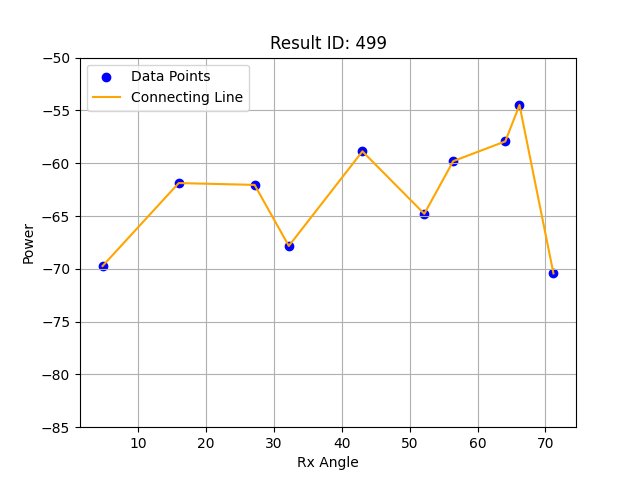 Result ID: 499
Data Points
Connecting Line
Power
−50
−55
−60
−65
−70
−75
−80
−85
10 20 30 40 50 60 70
Rx Angle